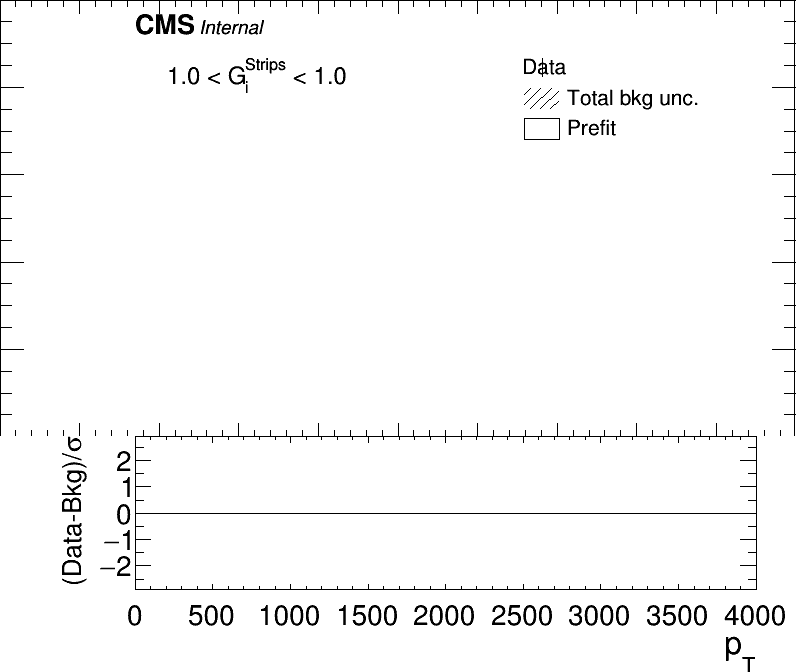 CMS Internal
1.0 < G_i^Strips < 1.0
Data
Total bkg unc.
Prefit
(Data-Bkg)/σ
2
1
0
−1
−2
0 500 1000 1500 2000 2500 3000 3500 4000
p_T